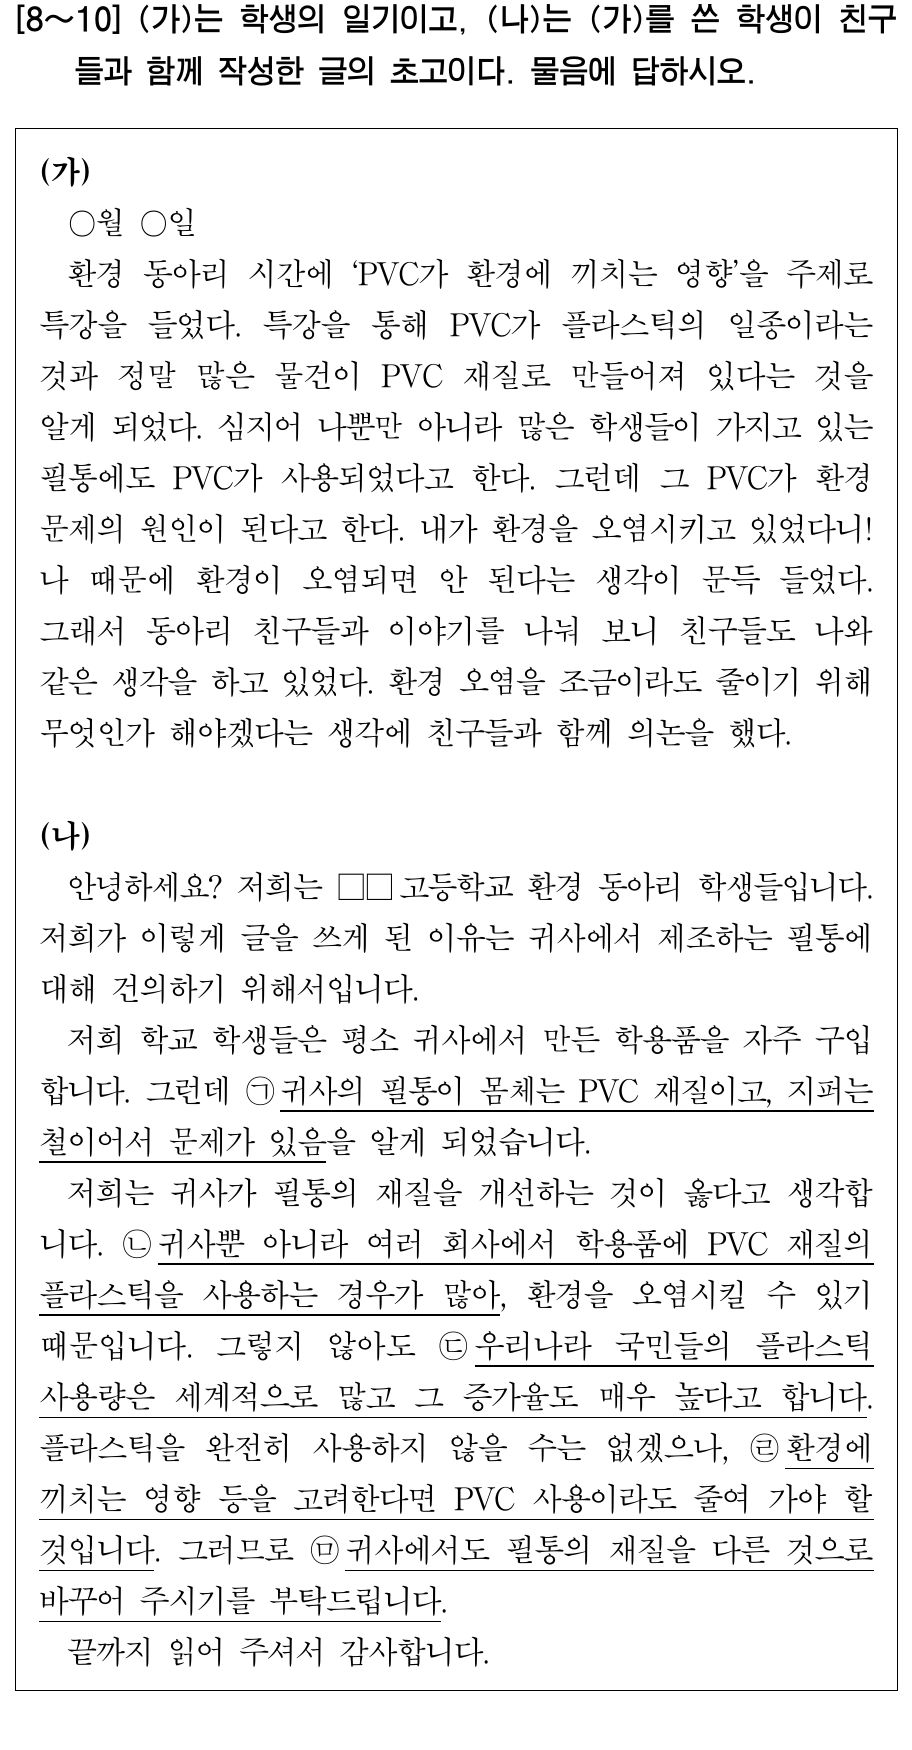 [8～10] (가)는 학생의 일기이고, (나)는 (가)를 쓴 학생이 친구
들과 함께 작성한 글의 초고이다. 물음에 답하시오.
(가)
○월 ○일
환경 동아리 시간에 ‘PVC가 환경에 끼치는 영향’을 주제로
특강을 들었다. 특강을 통해 PVC가 플라스틱의 일종이라는
것과 정말 많은 물건이 PVC 재질로 만들어져 있다는 것을
알게 되었다. 심지어 나뿐만 아니라 많은 학생들이 가지고 있는
필통에도 PVC가 사용되었다고 한다. 그런데 그 PVC가 환경
문제의 원인이 된다고 한다. 내가 환경을 오염시키고 있었다니!
나 때문에 환경이 오염되면 안 된다는 생각이 문득 들었다.
그래서 동아리 친구들과 이야기를 나눠 보니 친구들도 나와
같은 생각을 하고 있었다. 환경 오염을 조금이라도 줄이기 위해
무엇인가 해야겠다는 생각에 친구들과 함께 의논을 했다.
(나)
안녕하세요? 저희는 □□고등학교 환경 동아리 학생들입니다.
저희가 이렇게 글을 쓰게 된 이유는 귀사에서 제조하는 필통에
대해 건의하기 위해서입니다.
저희 학교 학생들은 평소 귀사에서 만든 학용품을 자주 구입
합니다. 그런데 ㉠귀사의 필통이 몸체는 PVC 재질이고, 지퍼는
철이어서 문제가 있음을 알게 되었습니다.
저희는 귀사가 필통의 재질을 개선하는 것이 옳다고 생각합
니다. ㉡귀사뿐 아니라 여러 회사에서 학용품에 PVC 재질의
플라스틱을 사용하는 경우가 많아, 환경을 오염시킬 수 있기
때문입니다. 그렇지 않아도 ㉢우리나라 국민들의 플라스틱
사용량은 세계적으로 많고 그 증가율도 매우 높다고 합니다.
플라스틱을 완전히 사용하지 않을 수는 없겠으나, ㉣환경에
끼치는 영향 등을 고려한다면 PVC 사용이라도 줄여 가야 할
것입니다. 그러므로 ㉤귀사에서도 필통의 재질을 다른 것으로
바꾸어 주시기를 부탁드립니다.
끝까지 읽어 주셔서 감사합니다.